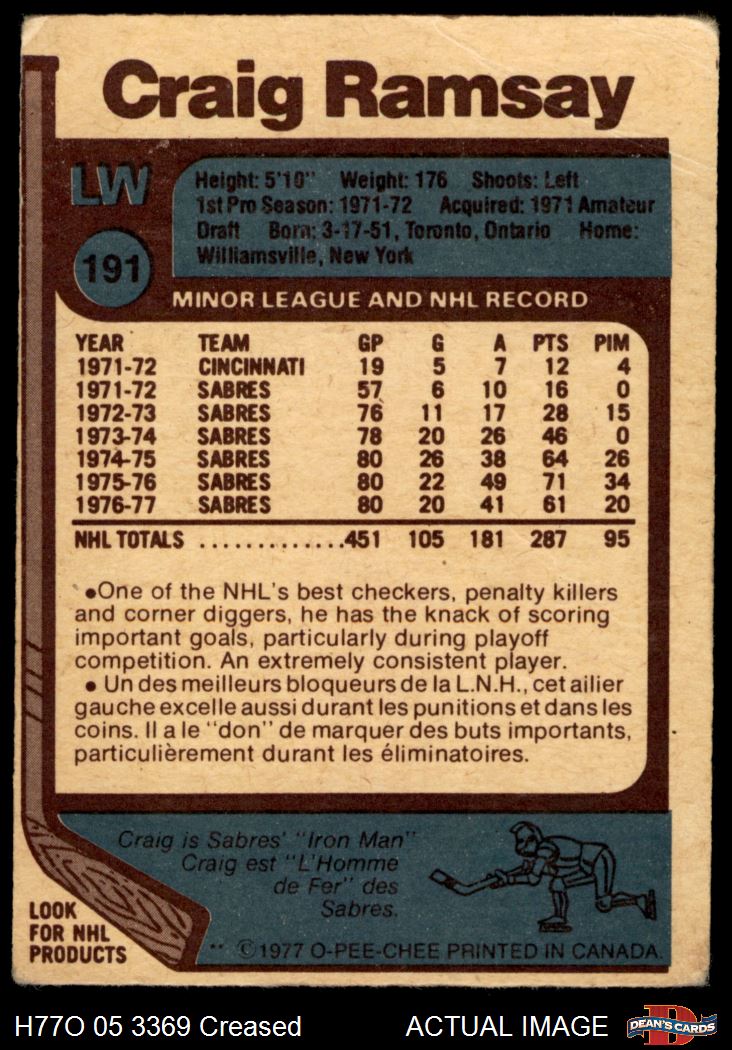 Craig Ramsay
LW
Height: 5'10" Weight: 176 Shoots: Left
1st Pro Season: 1971-72 Acquired: 1971 Amateur
Draft Born: 3-17-51, Toronto, Ontario Home:
Williamsville, New York
191
MINOR LEAGUE AND NHL RECORD
YEAR TEAM GP G A PTS PIM
1971-72 CINCINNATI 19 5 7 12 4
1971-72 SABRES 57 6 10 16 0
1972-73 SABRES 76 11 17 28 15
1973-74 SABRES 78 20 26 46 0
1974-75 SABRES 80 26 38 64 26
1975-76 SABRES 80 22 49 71 34
1976-77 SABRES 80 20 41 61 20
NHL TOTALS .............451 105 181 287 95
●One of the NHL's best checkers, penalty killers
and corner diggers, he has the knack of scoring
important goals, particularly during playoff
competition. An extremely consistent player.
● Un des meilleurs bloqueurs de la L.N.H., cet ailier
gauche excelle aussi durant les punitions et dans les
coins. Il a le "don" de marquer des buts importants,
particulièrement durant les éliminatoires.
Craig is Sabres' "Iron Man"
Craig est "L'Homme
de Fer" des
Sabres.
LOOK
FOR NHL
PRODUCTS
** ©1977 O-PEE-CHEE PRINTED IN CANADA.
H77O 05 3369 Creased ACTUAL IMAGE
D
DEAN'S CARDS